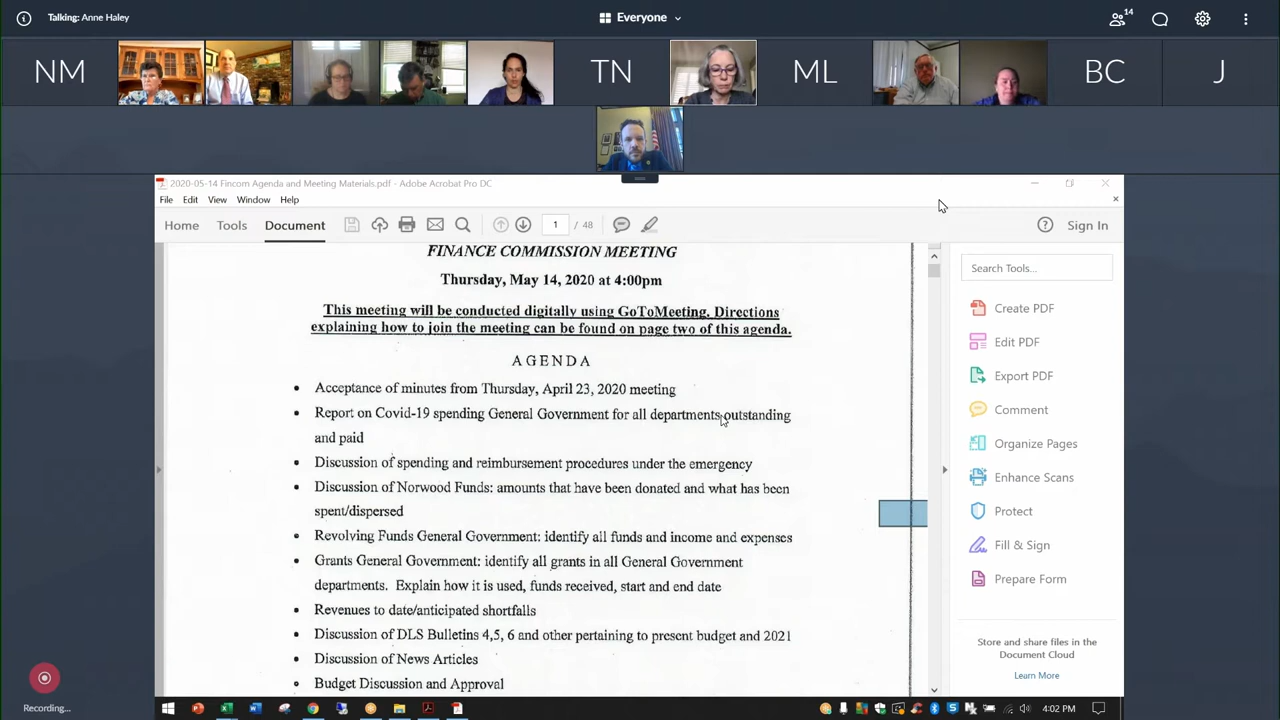 Talking: Anne Haley
Everyone
14
NM
TN
ML
BC
J
2020-05-14 Fincom Agenda and Meeting Materials.pdf - Adobe Acrobat Pro DC
File Edit View Window Help
Home Tools Document 1 / 48 Sign In
FINANCE COMMISSION MEETING
Thursday, May 14, 2020 at 4:00pm
This meeting will be conducted digitally using GoToMeeting. Directions
explaining how to join the meeting can be found on page two of this agenda.
AGENDA
• Acceptance of minutes from Thursday, April 23, 2020 meeting
• Report on Covid-19 spending General Government for all departments outstanding
and paid
• Discussion of spending and reimbursement procedures under the emergency
• Discussion of Norwood Funds: amounts that have been donated and what has been
spent/dispersed
• Revolving Funds General Government: identify all funds and income and expenses
• Grants General Government: identify all grants in all General Government
departments. Explain how it is used, funds received, start and end date
• Revenues to date/anticipated shortfalls
• Discussion of DLS Bulletins 4,5, 6 and other pertaining to present budget and 2021
• Discussion of News Articles
• Budget Discussion and Approval
Search Tools...
Create PDF
Edit PDF
Export PDF
Comment
Organize Pages
Enhance Scans
Protect
Fill & Sign
Prepare Form
Store and share files in the
Document Cloud
Learn More
Recording...
4:02 PM